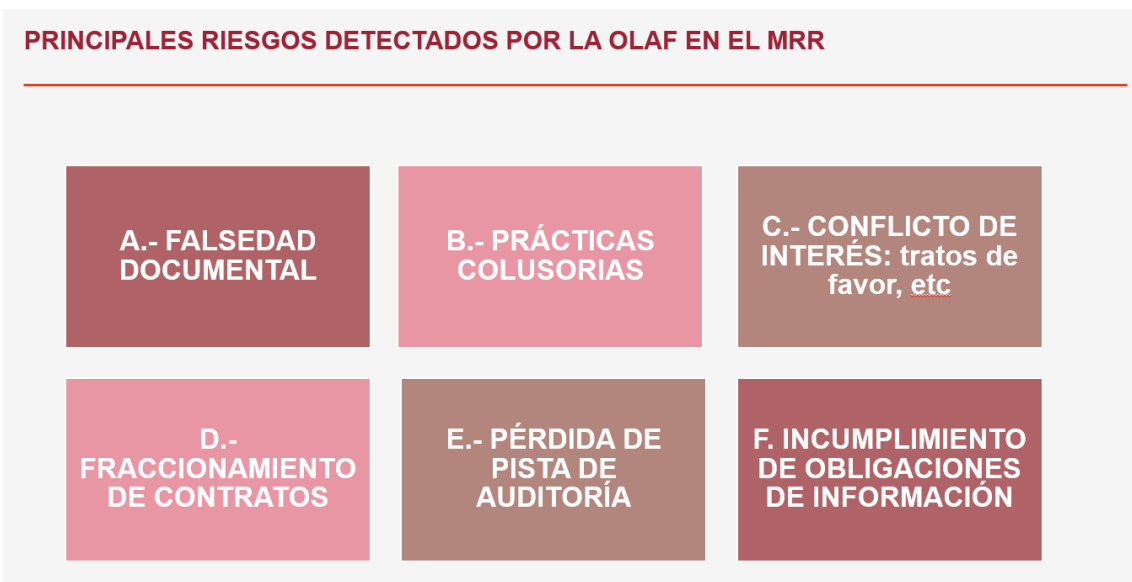 PRINCIPALES RIESGOS DETECTADOS POR LA OLAF EN EL MRR
A.- FALSEDAD
DOCUMENTAL
B.- PRÁCTICAS
COLUSORIAS
C.- CONFLICTO DE
INTERÉS: tratos de
favor, etc
D.-
FRACCIONAMIENTO
DE CONTRATOS
E.- PÉRDIDA DE
PISTA DE
AUDITORÍA
F. INCUMPLIMIENTO
DE OBLIGACIONES
DE INFORMACIÓN